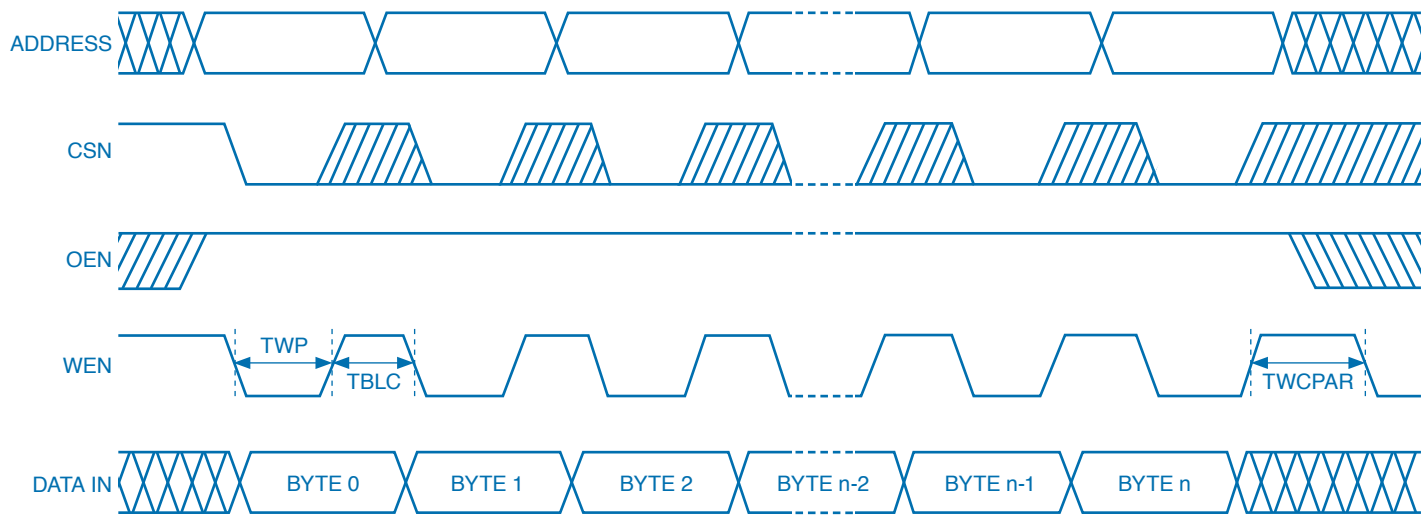 ADDRESS
CSN
OEN
WEN
TWP
TBLC
TWCPAR
DATA IN
BYTE 0
BYTE 1
BYTE 2
BYTE n-2
BYTE n-1
BYTE n